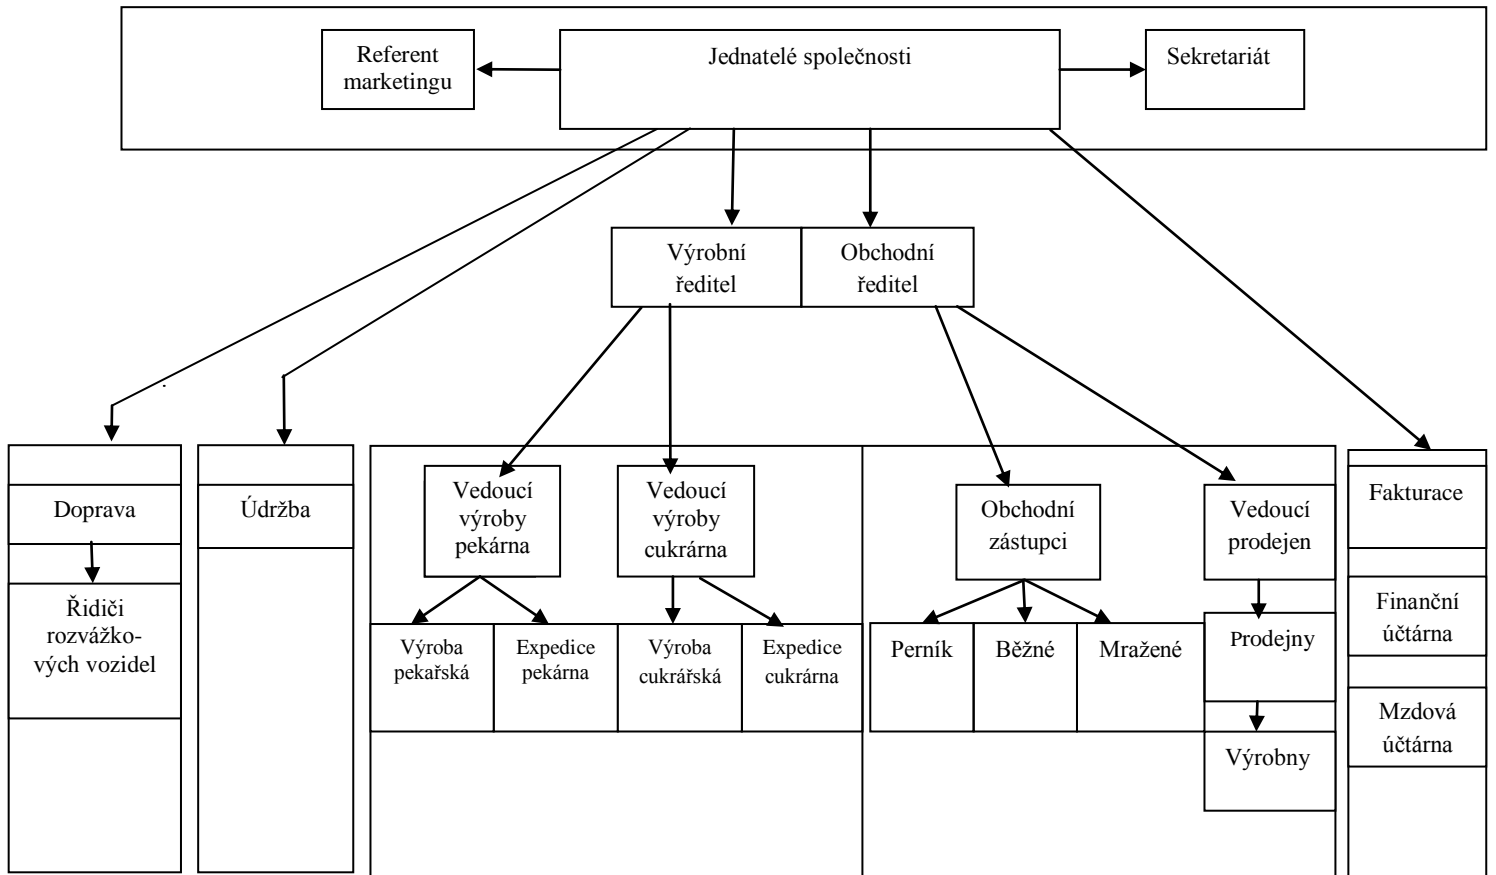 Referent
marketingu
Jednatelé společnosti
Sekretariát
Výrobní
ředitel
Obchodní
ředitel
Doprava
Řidiči
rozvážko-
vých vozidel
Údržba
Vedoucí
výroby
pekárna
Vedoucí
výroby
cukrárna
Výroba
pekařská
Expedice
pekárna
Výroba
cukrářská
Expedice
cukrárna
Obchodní
zástupci
Vedoucí
prodejen
Perník
Běžné
Mražené
Prodejny
Výrobny
Fakturace
Finanční
účtárna
Mzdová
účtárna